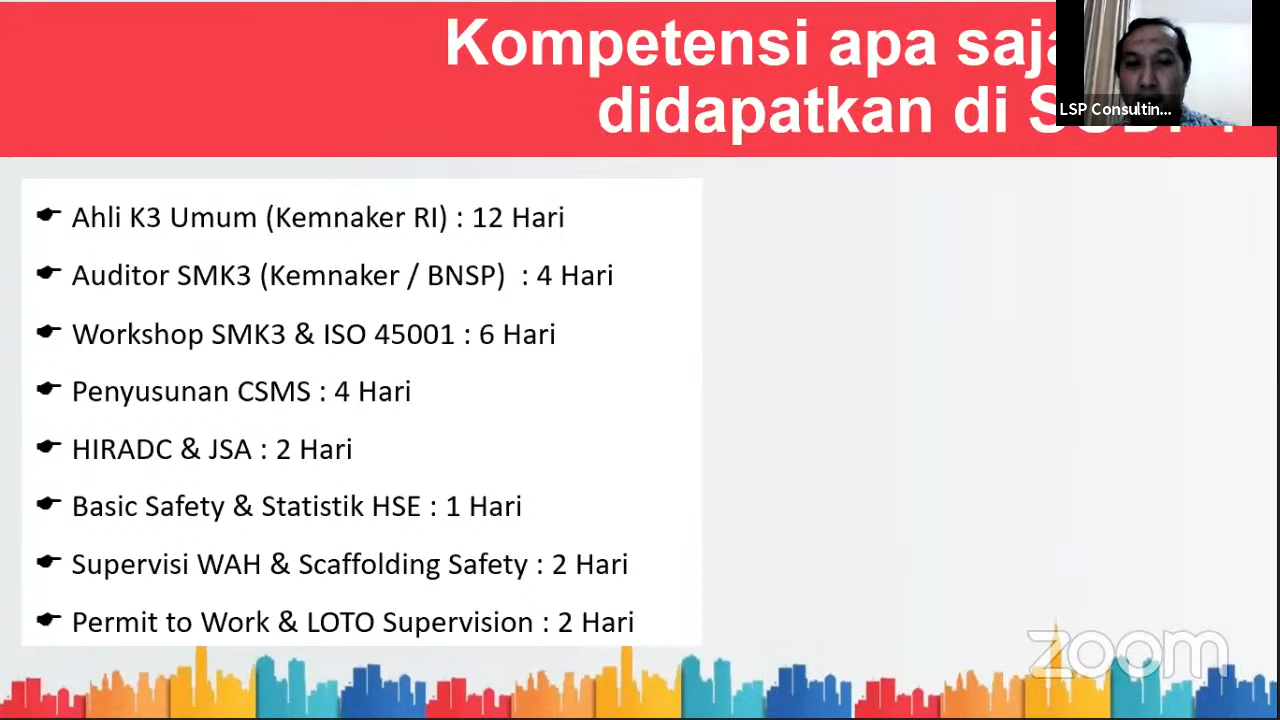 Kompetensi apa
didapatkan di
LSP Consultin...
Ahli K3 Umum (Kemnaker RI) : 12 Hari
Auditor SMK3 (Kemnaker / BNSP) : 4 Hari
Workshop SMK3 & ISO 45001 : 6 Hari
Penyusunan CSMS : 4 Hari
HIRADC & JSA : 2 Hari
Basic Safety & Statistik HSE : 1 Hari
Supervisi WAH & Scaffolding Safety : 2 Hari
Permit to Work & LOTO Supervision : 2 Hari
zoom